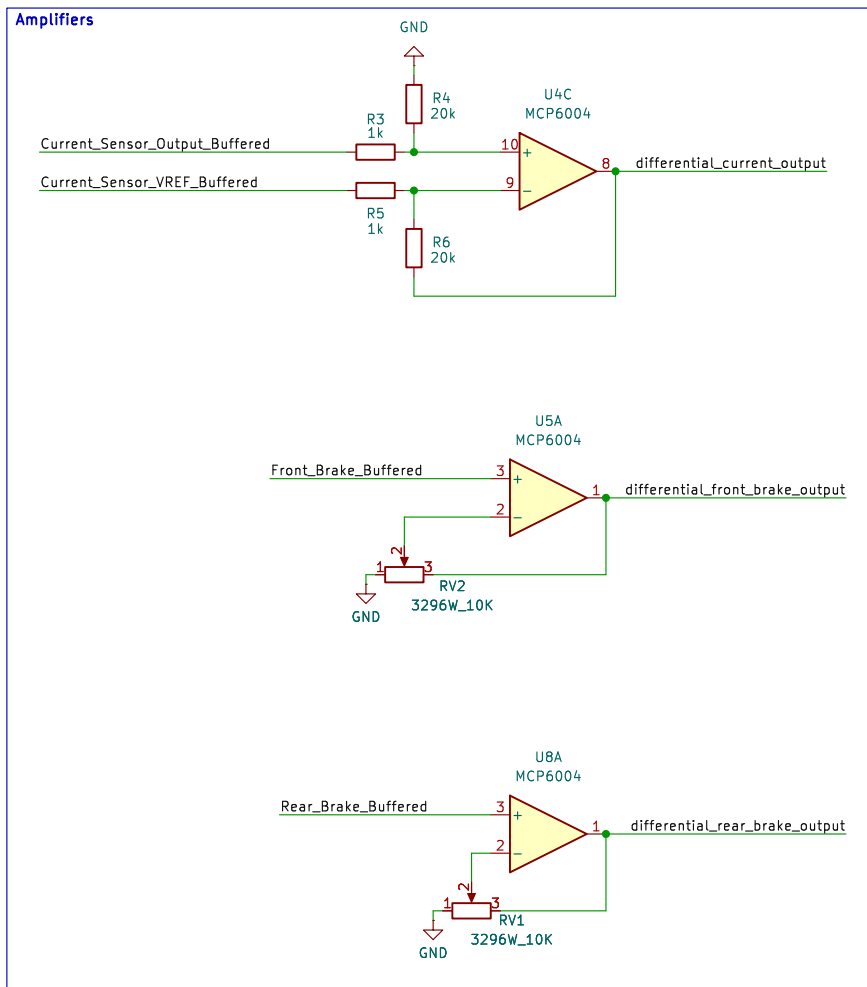 Amplifiers
GND
R4
20k
U4C
MCP6004
R3
1k
Current_Sensor_Output_Buffered
10
+
8
differential_current_output
Current_Sensor_VREF_Buffered
9
−
R5
1k
R6
20k
U5A
MCP6004
Front_Brake_Buffered
3
+
1
differential_front_brake_output
2
−
2
1
3
RV2
3296W_10K
GND
U8A
MCP6004
Rear_Brake_Buffered
3
+
1
differential_rear_brake_output
2
−
2
1
3
RV1
3296W_10K
GND